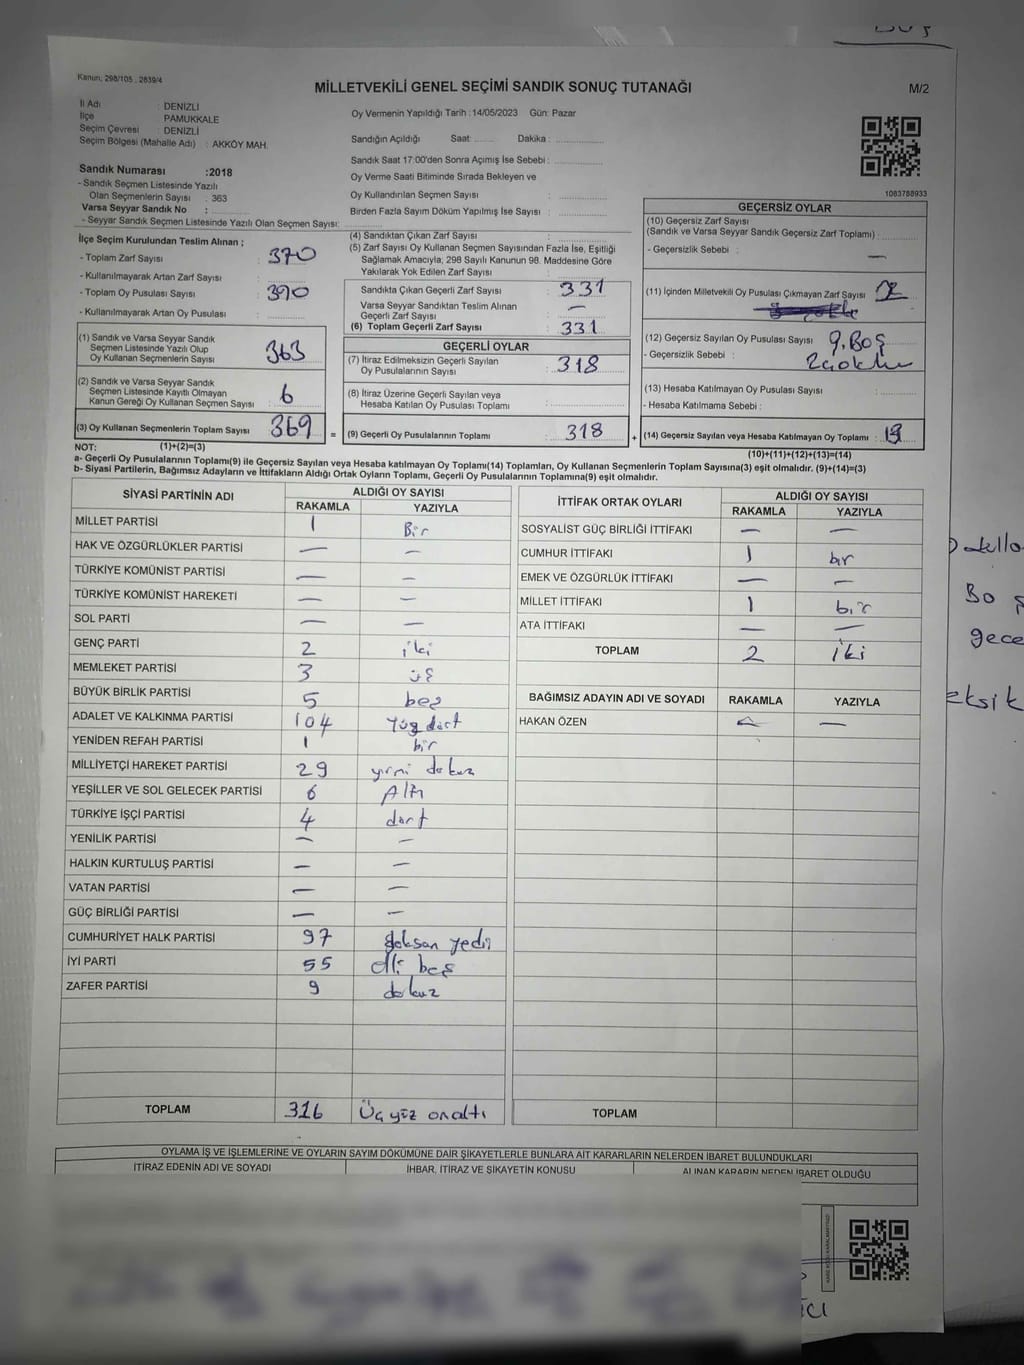 Kanun, 298/105 , 2839/4
MİLLETVEKİLİ GENEL SEÇİMİ SANDIK SONUÇ TUTANAĞI
M/2
İl Adı : DENİZLİ
İlçe : PAMUKKALE
Seçim Çevresi : DENİZLİ
Seçim Bölgesi (Mahalle Adı) : AKKÖY MAH.
Oy Vermenin Yapıldığı Tarih : 14/05/2023 Gün: Pazar
Sandığın Açıldığı Saat: ...... Dakika : ..............
Sandık Saat 17:00'den Sonra Açımış İse Sebebi : ..............
Oy Verme Saati Bitiminde Sırada Bekleyen ve
Oy Kullandırılan Seçmen Sayısı : ..............
Birden Fazla Sayım Döküm Yapılmış İse Sayısı : ..............
1083788933
Sandık Numarası :2018
- Sandık Seçmen Listesinde Yazılı
Olan Seçmenlerin Sayısı : 363
Varsa Seyyar Sandık No :
- Seyyar Sandık Seçmen Listesinde Yazılı Olan Seçmen Sayısı:
İlçe Seçim Kurulundan Teslim Alınan ;
- Toplam Zarf Sayısı : 370
- Kullanılmayarak Artan Zarf Sayısı :
- Toplam Oy Pusulası Sayısı : 390
- Kullanılmayarak Artan Oy Pusulası :
(1) Sandık ve Varsa Seyyar Sandık
Seçmen Listesinde Yazılı Olup
Oy Kullanan Seçmenlerin Sayısı : 363
(2) Sandık ve Varsa Seyyar Sandık
Seçmen Listesinde Kayıtlı Olmayan
Kanun Gereği Oy Kullanan Seçmen Sayısı : 6
(3) Oy Kullanan Seçmenlerin Toplam Sayısı : 369 =
(4) Sandıktan Çıkan Zarf Sayısı :
(5) Zarf Sayısı Oy Kullanan Seçmen Sayısından Fazla İse, Eşitliği
Sağlamak Amacıyla, 298 Sayılı Kanunun 98. Maddesine Göre
Yakılarak Yok Edilen Zarf Sayısı :
Sandıkta Çıkan Geçerli Zarf Sayısı : 331
Varsa Seyyar Sandıktan Teslim Alınan
Geçerli Zarf Sayısı : —
(6) Toplam Geçerli Zarf Sayısı : 331
GEÇERLİ OYLAR
(7) İtiraz Edilmeksizin Geçerli Sayılan
Oy Pusulalarının Sayısı : 318
(8) İtiraz Üzerine Geçerli Sayılan veya
Hesaba Katılan Oy Pusulası Toplamı :
(9) Geçerli Oy Pusulalarının Toplamı : 318 +
GEÇERSİZ OYLAR
(10) Geçersiz Zarf Sayısı
(Sandık ve Varsa Seyyar Sandık Geçersiz Zarf Toplamı) :
- Geçersizlik Sebebi : —
(11) İçinden Milletvekili Oy Pusulası Çıkmayan Zarf Sayısı
(12) Geçersiz Sayılan Oy Pusulası Sayısı : 9.Boş
- Geçersizlik Sebebi :
(13) Hesaba Katılmayan Oy Pusulası Sayısı :
- Hesaba Katılmama Sebebi :
(14) Geçersiz Sayılan veya Hesaba Katılmayan Oy Toplamı :
NOT: (1)+(2)=(3)
(10)+(11)+(12)+(13)=(14)
a- Geçerli Oy Pusulalarının Toplamı(9) ile Geçersiz Sayılan veya Hesaba katılmayan Oy Toplamı(14) Toplamları, Oy Kullanan Seçmenlerin Toplam Sayısına(3) eşit olmalıdır. (9)+(14)=(3)
b- Siyasi Partilerin, Bağımsız Adayların ve İttifakların Aldığı Ortak Oyların Toplamı, Geçerli Oy Pusulalarının Toplamına(9) eşit olmalıdır.
SİYASİ PARTİNİN ADI ALDIĞI OY SAYISI
RAKAMLA YAZIYLA
MİLLET PARTİSİ 1 Bir
HAK VE ÖZGÜRLÜKLER PARTİSİ — —
TÜRKİYE KOMÜNİST PARTİSİ — —
TÜRKİYE KOMÜNİST HAREKETİ — —
SOL PARTİ — —
GENÇ PARTİ 2 iki
MEMLEKET PARTİSİ 3 üç
BÜYÜK BİRLİK PARTİSİ 5 beş
ADALET VE KALKINMA PARTİSİ 104 Yüz dört
YENİDEN REFAH PARTİSİ 1 bir
MİLLİYETÇİ HAREKET PARTİSİ 29 yirmi dokuz
YEŞİLLER VE SOL GELECEK PARTİSİ 6 Altı
TÜRKİYE İŞÇİ PARTİSİ 4 dört
YENİLİK PARTİSİ — —
HALKIN KURTULUŞ PARTİSİ — —
VATAN PARTİSİ — —
GÜÇ BİRLİĞİ PARTİSİ — —
CUMHURİYET HALK PARTİSİ 97 doksan yedi
İYİ PARTİ 55 elli beş
ZAFER PARTİSİ 9 dokuz
TOPLAM 316 Üçyüz onaltı
İTTİFAK ORTAK OYLARI ALDIĞI OY SAYISI
RAKAMLA YAZIYLA
SOSYALİST GÜÇ BİRLİĞİ İTTİFAKI — —
CUMHUR İTTİFAKI 1 bir
EMEK VE ÖZGÜRLÜK İTTİFAKI — —
MİLLET İTTİFAKI 1 bir
ATA İTTİFAKI — —
TOPLAM 2 iki
BAĞIMSIZ ADAYIN ADI VE SOYADI RAKAMLA YAZIYLA
HAKAN ÖZEN — —
TOPLAM
OYLAMA İŞ VE İŞLEMLERİNE VE OYLARIN SAYIM DÖKÜMÜNE DAİR ŞİKAYETLERLE BUNLARA AİT KARARLARIN NELERDEN İBARET BULUNDUKLARI
İTİRAZ EDENİN ADI VE SOYADI İHBAR, İTİRAZ VE ŞİKAYETİN KONUSU ALINAN KARARIN NEDEN İBARET OLDUĞU
Bo
gece
eksik